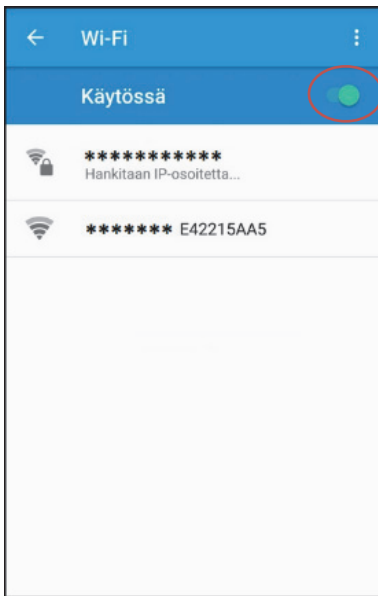 Wi-Fi
Käytössä
***********
Hankitaan IP-osoitetta...
******* E42215AA5